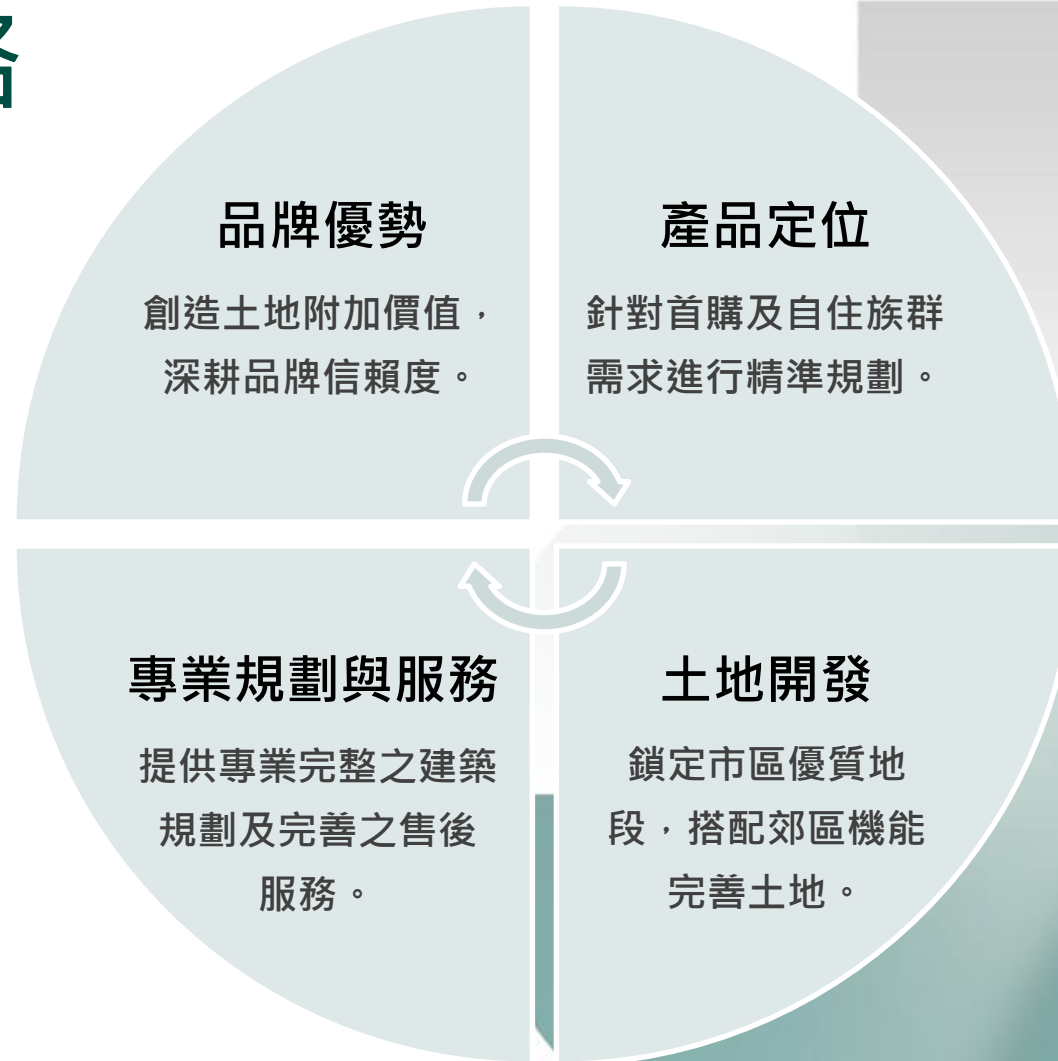 品牌優勢
創造土地附加價值，
深耕品牌信賴度。
產品定位
針對首購及自住族群
需求進行精準規劃。
專業規劃與服務
提供專業完整之建築
規劃及完善之售後
服務。
土地開發
鎖定市區優質地
段，搭配郊區機能
完善土地。